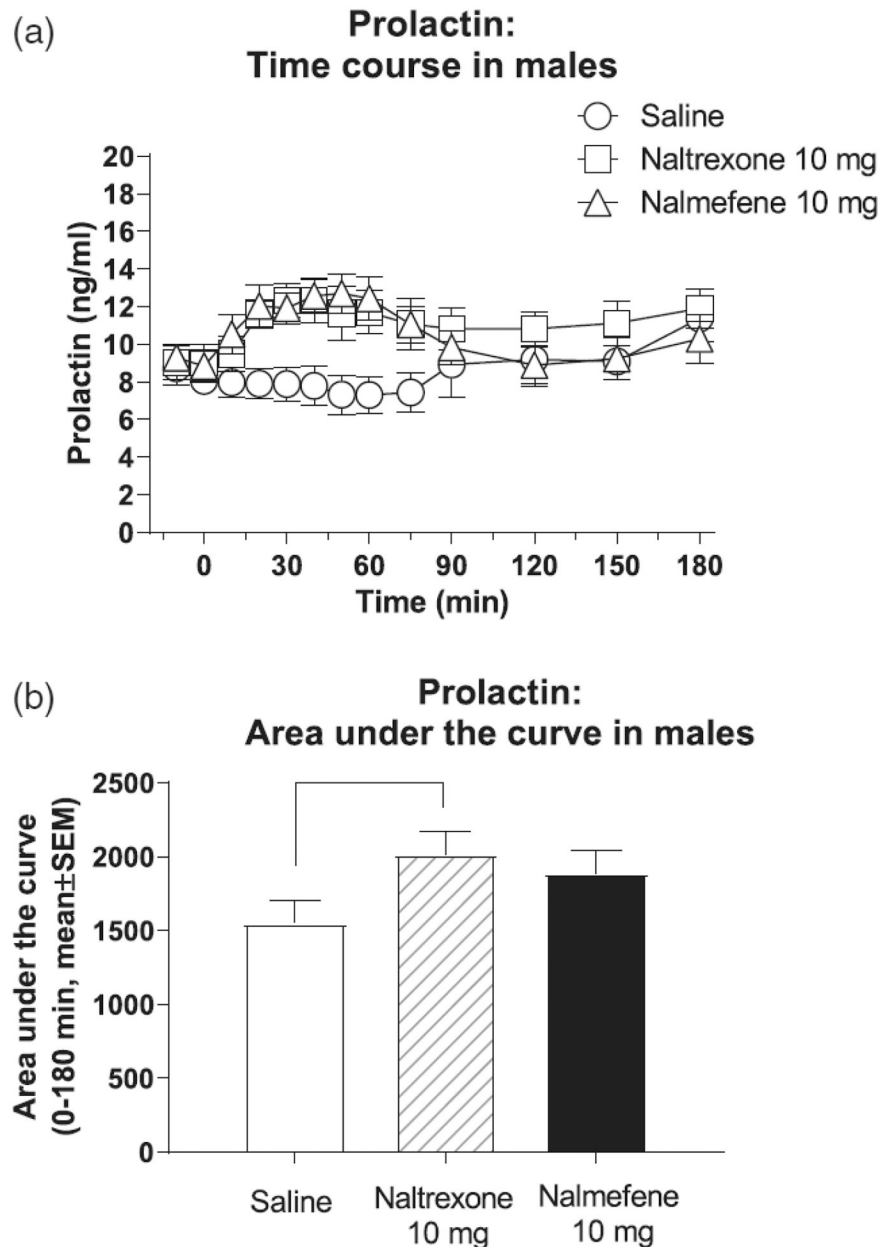 (a)
Prolactin:
Time course in males
Saline
Naltrexone 10 mg
Nalmefene 10 mg
Prolactin (ng/ml)
20
18
16
14
12
10
8
6
4
2
0
0 30 60 90 120 150 180
Time (min)
(b)
Prolactin:
Area under the curve in males
Area under the curve
(0-180 min, mean±SEM)
2500
2000
1500
1000
500
0
Saline Naltrexone Nalmefene
10 mg 10 mg